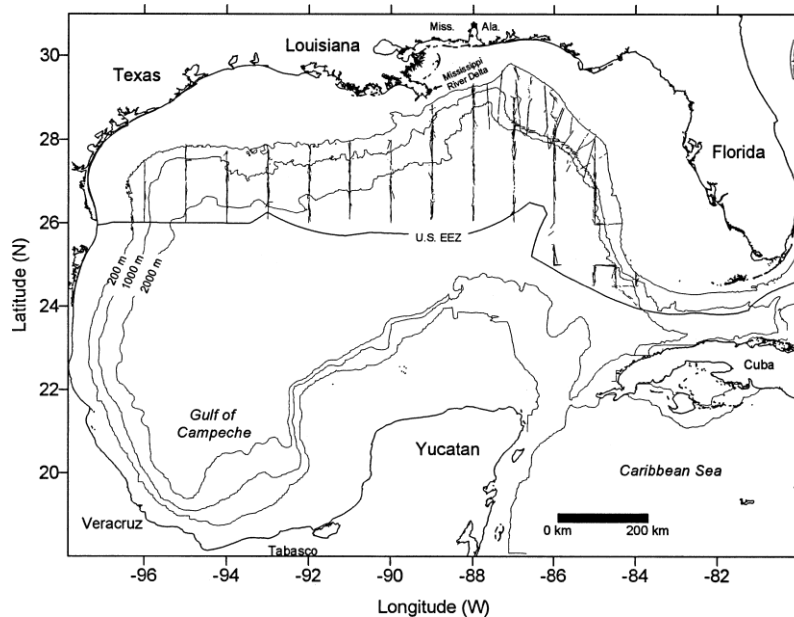 Miss.
Ala.
Louisiana
Texas
Mississippi
River Delta
Florida
U.S. EEZ
200 m
1000 m
2000 m
Gulf of
Campeche
Cuba
Yucatan
Caribbean Sea
Veracruz
Tabasco
0 km 200 km
30
28
26
24
22
20
Latitude (N)
-96 -94 -92 -90 -88 -86 -84 -82
Longitude (W)